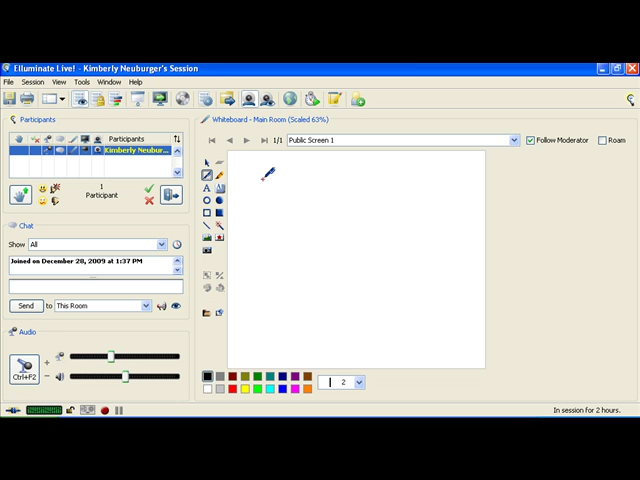 Elluminate Live! - Kimberly Neuburger's Session
File Session View Tools Window Help
Participants
Participants
Kimberly Neubur...
1
Participant
Chat
Show All
Joined on December 28, 2009 at 1:37 PM
Send to This Room
Audio
Ctrl+F2
Whiteboard - Main Room (Scaled 63%)
1/1 Public Screen 1 Follow Moderator Roam
A A
2
In session for 2 hours.